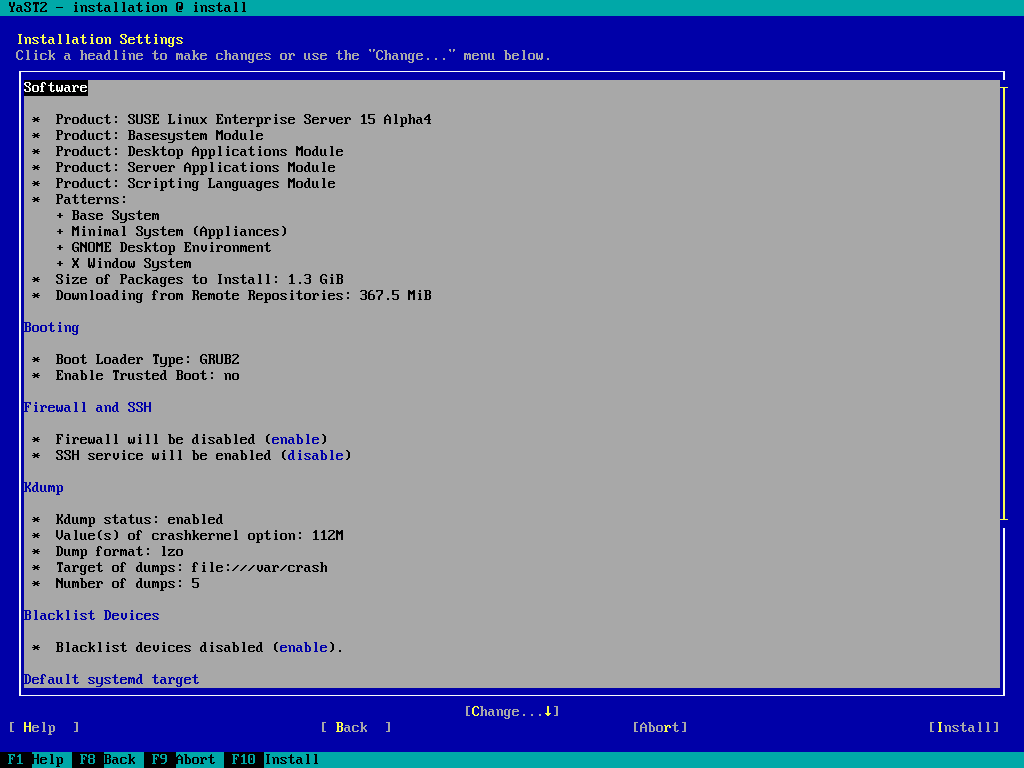 YaST2 - installation @ install
Installation Settings
Click a headline to make changes or use the "Change..." menu below.
Software
* Product: SUSE Linux Enterprise Server 15 Alpha4
* Product: Basesystem Module
* Product: Desktop Applications Module
* Product: Server Applications Module
* Product: Scripting Languages Module
* Patterns:
+ Base System
+ Minimal System (Appliances)
+ GNOME Desktop Environment
+ X Window System
* Size of Packages to Install: 1.3 GiB
* Downloading from Remote Repositories: 367.5 MiB
Booting
* Boot Loader Type: GRUB2
* Enable Trusted Boot: no
Firewall and SSH
* Firewall will be disabled (enable)
* SSH service will be enabled (disable)
Kdump
* Kdump status: enabled
* Value(s) of crashkernel option: 112M
* Dump format: lzo
* Target of dumps: file:///var/crash
* Number of dumps: 5
Blacklist Devices
* Blacklist devices disabled (enable).
Default systemd target
[Change...↓]
[ Help ] [ Back ] [Abort] [Install]
F1 Help F8 Back F9 Abort F10 Install